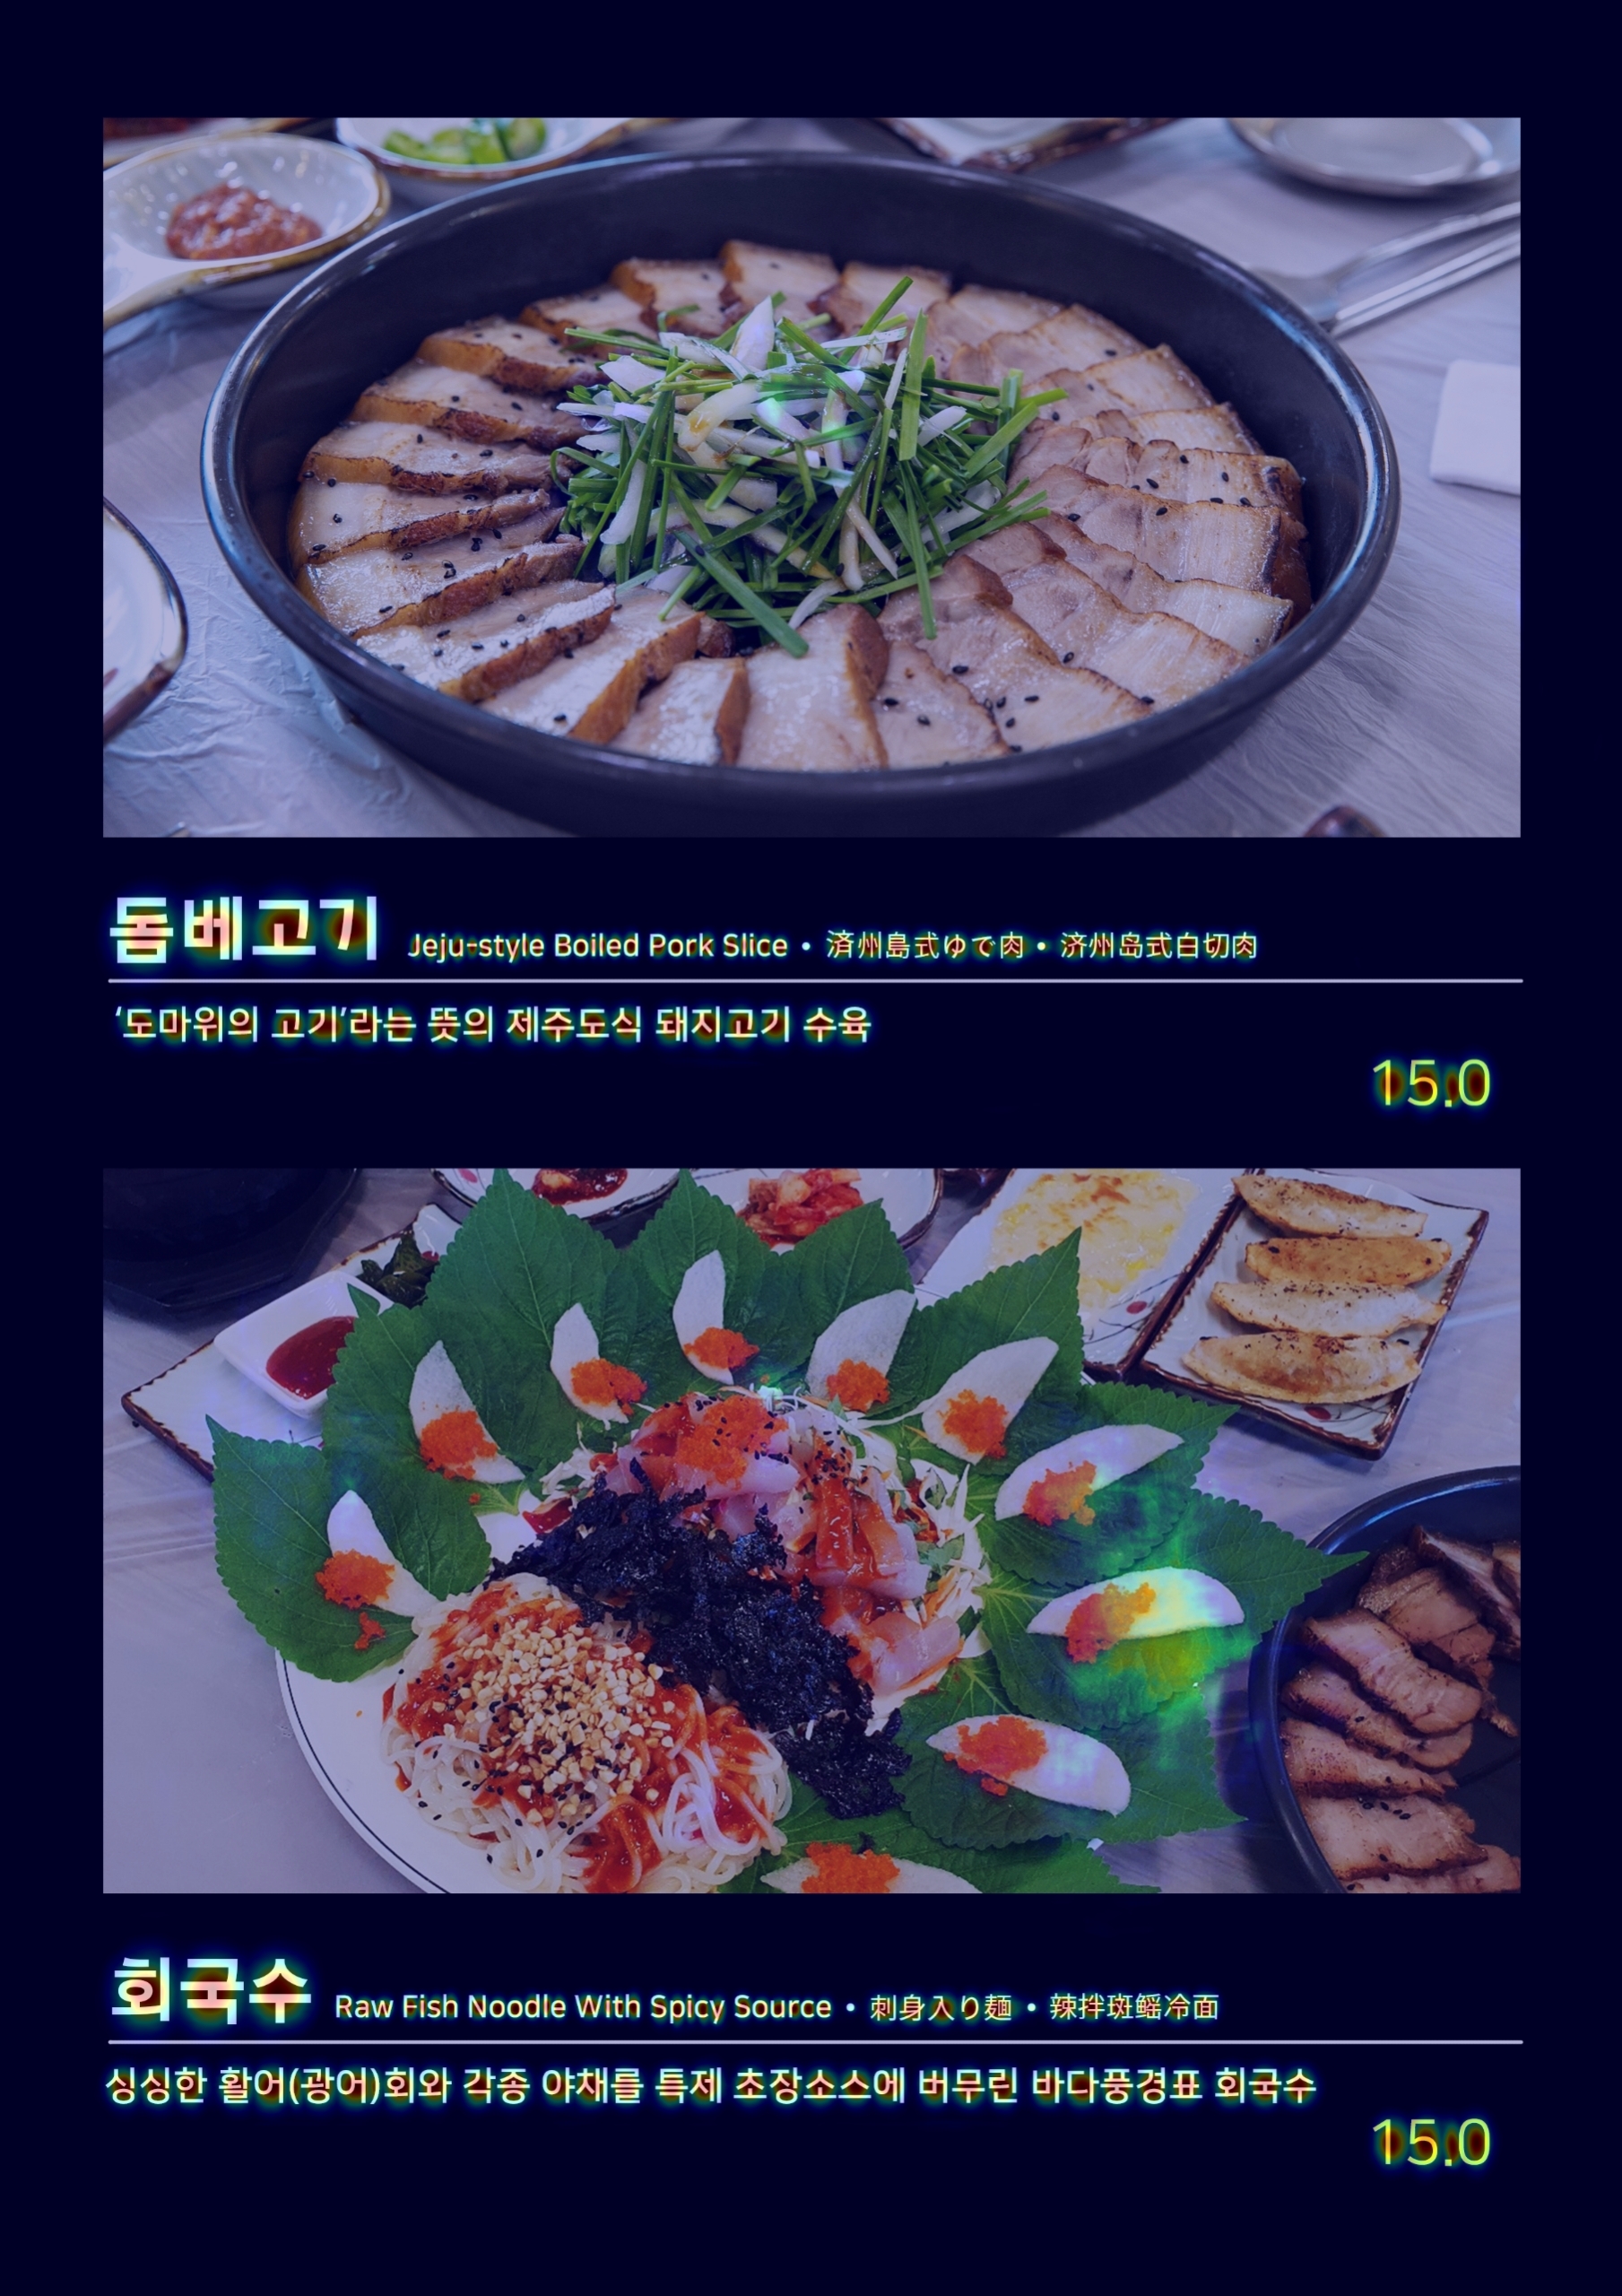 돔베고기 Jeju-style Boiled Pork Slice • 済州島式ゆで肉 • 济州岛式白切肉
‘도마위의 고기’라는 뜻의 제주도식 돼지고기 수육
15.0
회국수 Raw Fish Noodle With Spicy Source • 刺身入り麺 • 辣拌斑鳐冷面
싱싱한 활어(광어)회와 각종 야채를 특제 초장소스에 버무린 바다풍경표 회국수
15.0